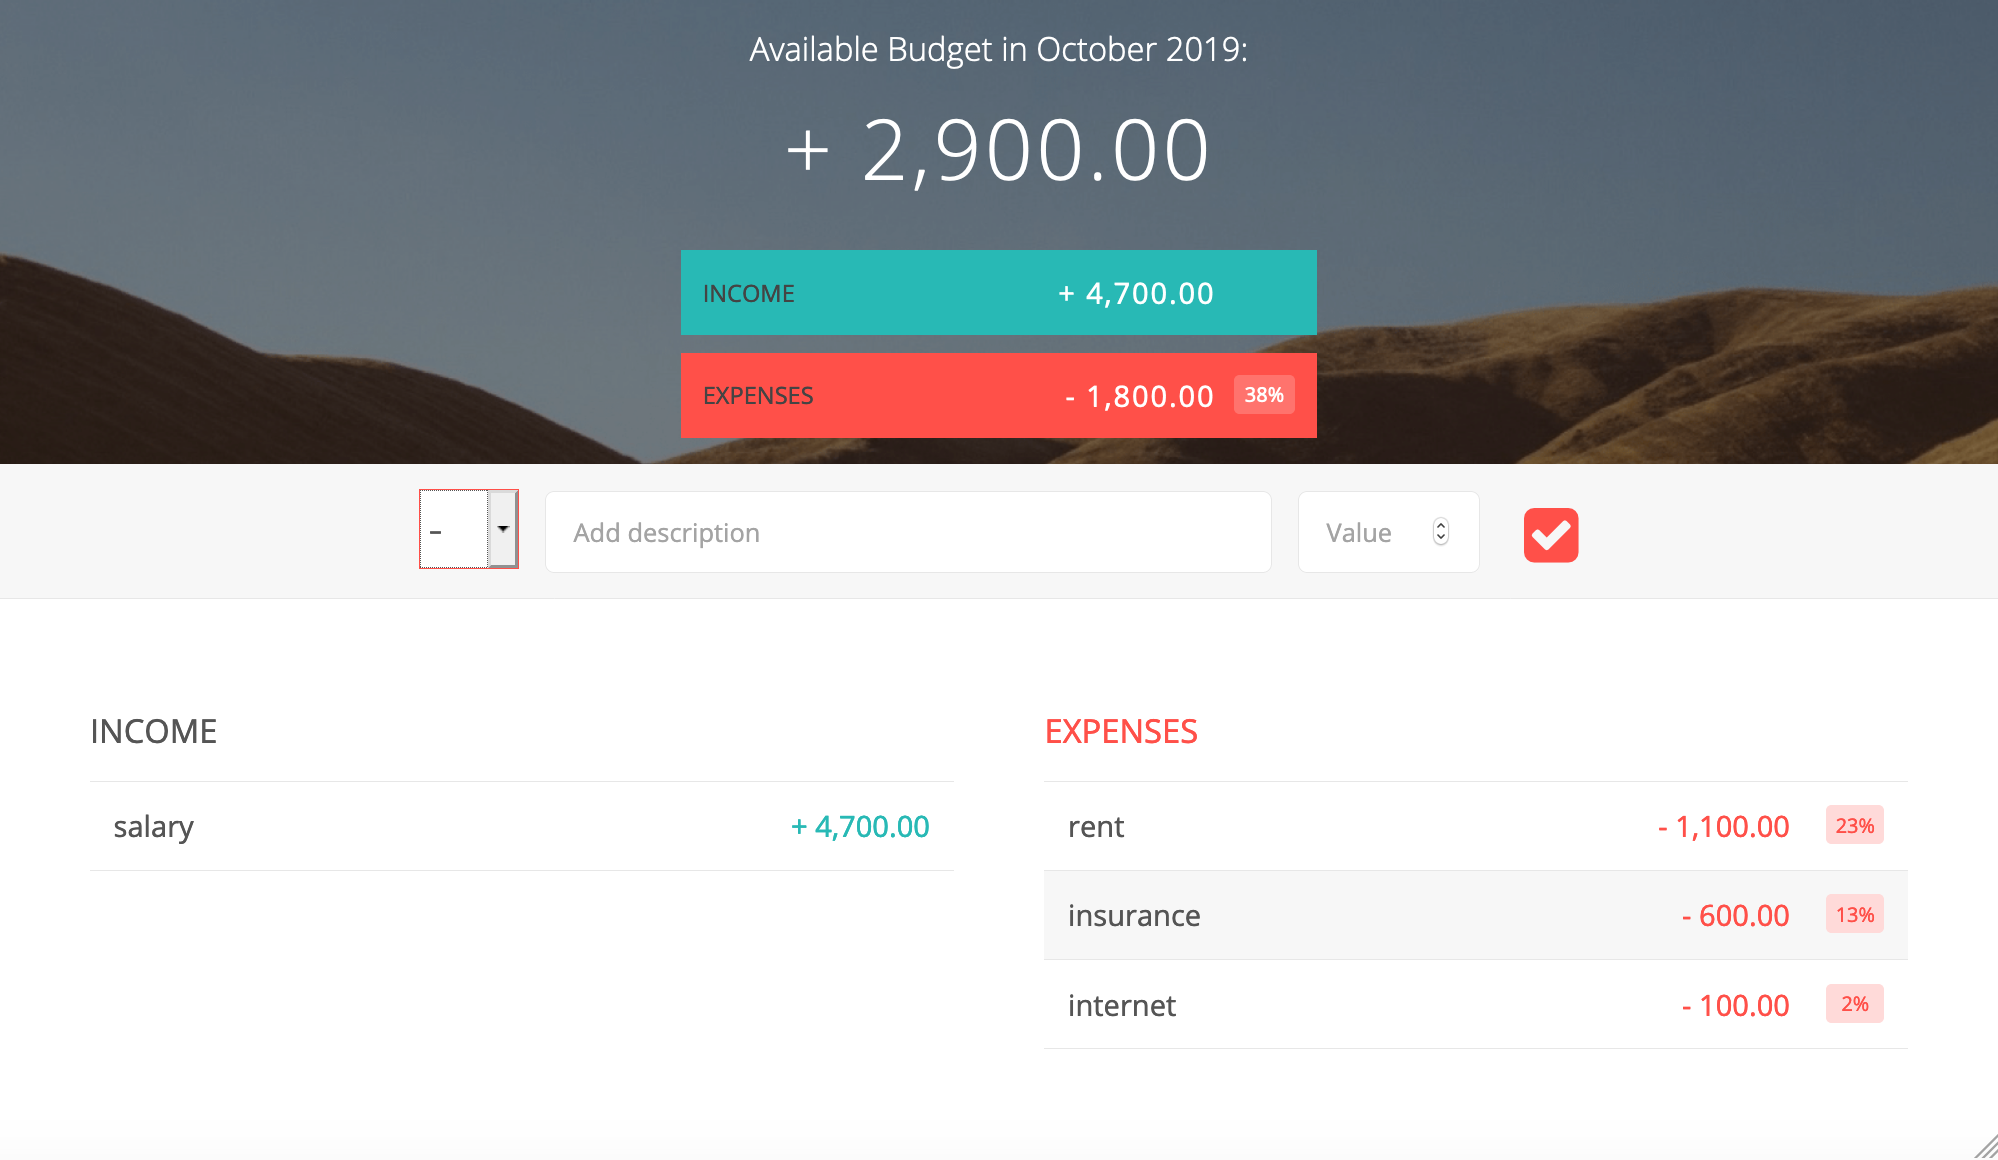 Available Budget in October 2019:
+ 2,900.00
INCOME + 4,700.00
EXPENSES - 1,800.00 38%
– Add description Value
INCOME
salary + 4,700.00
EXPENSES
rent - 1,100.00 23%
insurance - 600.00 13%
internet - 100.00 2%